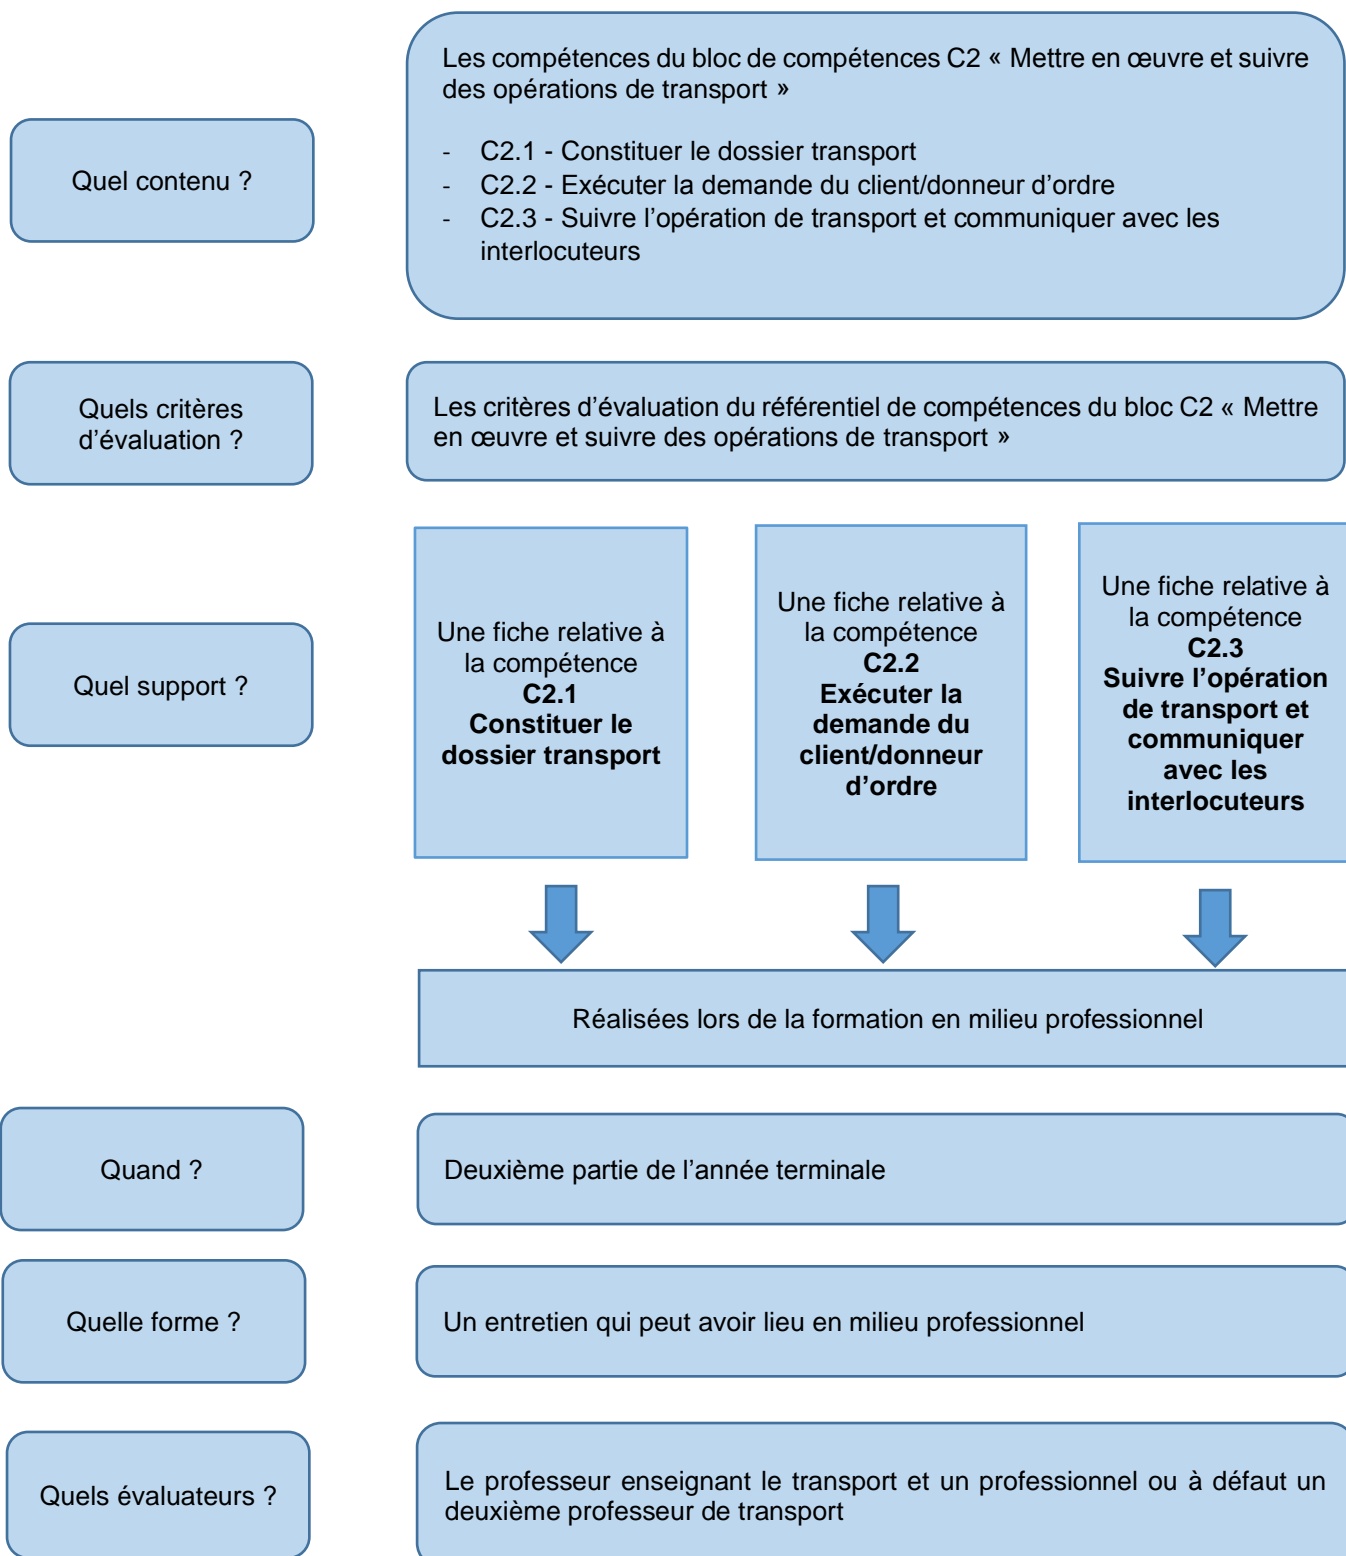 Quel contenu ?
Les compétences du bloc de compétences C2 « Mettre en œuvre et suivre
des opérations de transport »
- C2.1 - Constituer le dossier transport
- C2.2 - Exécuter la demande du client/donneur d’ordre
- C2.3 - Suivre l’opération de transport et communiquer avec les
interlocuteurs
Quels critères
d’évaluation ?
Les critères d’évaluation du référentiel de compétences du bloc C2 « Mettre
en œuvre et suivre des opérations de transport »
Quel support ?
Une fiche relative à
la compétence
C2.1
Constituer le
dossier transport
Une fiche relative à
la compétence
C2.2
Exécuter la
demande du
client/donneur
d’ordre
Une fiche relative à
la compétence
C2.3
Suivre l’opération
de transport et
communiquer
avec les
interlocuteurs
Réalisées lors de la formation en milieu professionnel
Quand ?
Deuxième partie de l’année terminale
Quelle forme ?
Un entretien qui peut avoir lieu en milieu professionnel
Quels évaluateurs ?
Le professeur enseignant le transport et un professionnel ou à défaut un
deuxième professeur de transport